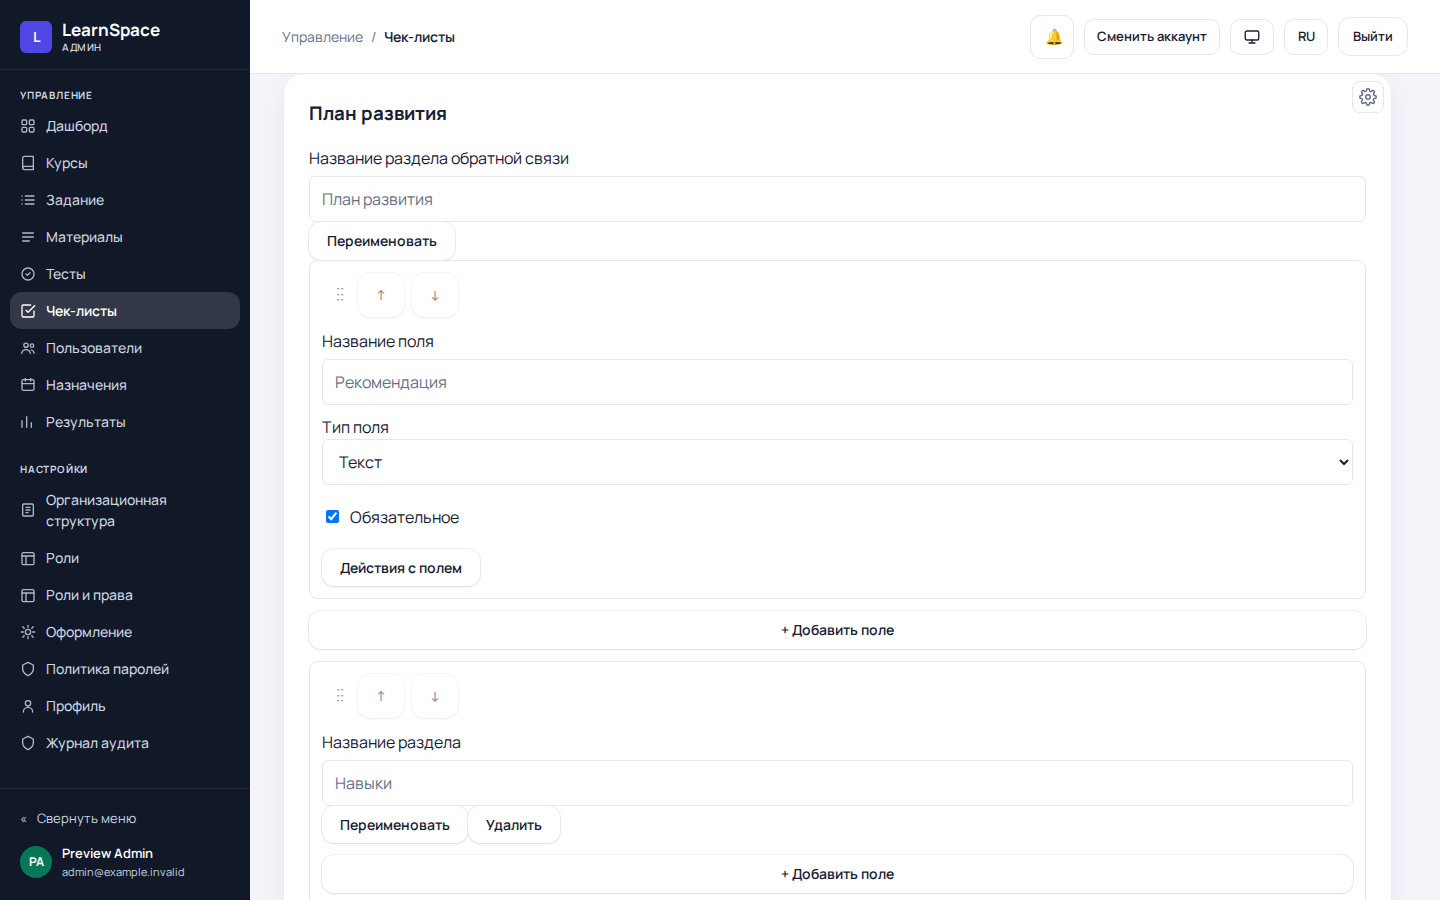 L
LearnSpace
АДМИН
УПРАВЛЕНИЕ
Дашборд
Курсы
Задание
Материалы
Тесты
Чек-листы
Пользователи
Назначения
Результаты
НАСТРОЙКИ
Организационная
структура
Роли
Роли и права
Оформление
Политика паролей
Профиль
Журнал аудита
« Свернуть меню
PA
Preview Admin
admin@example.invalid
Управление / Чек-листы
Сменить аккаунт
RU
Выйти
План развития
Название раздела обратной связи
План развития
Переименовать
↑ ↓
Название поля
Рекомендация
Тип поля
Текст
Обязательное
Действия с полем
+ Добавить поле
↑ ↓
Название раздела
Навыки
Переименовать Удалить
+ Добавить поле